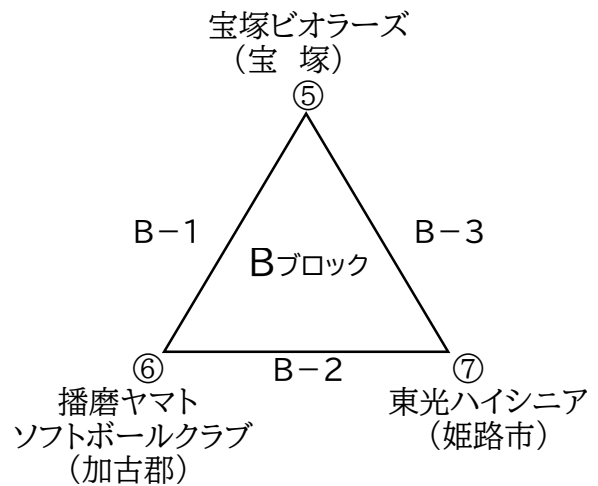 宝塚ビオラーズ
（宝　塚）
⑤
B－1
B－3
Bブロック
⑥
B－2
⑦
播磨ヤマト
ソフトボールクラブ
（加古郡）
東光ハイシニア
（姫路市）